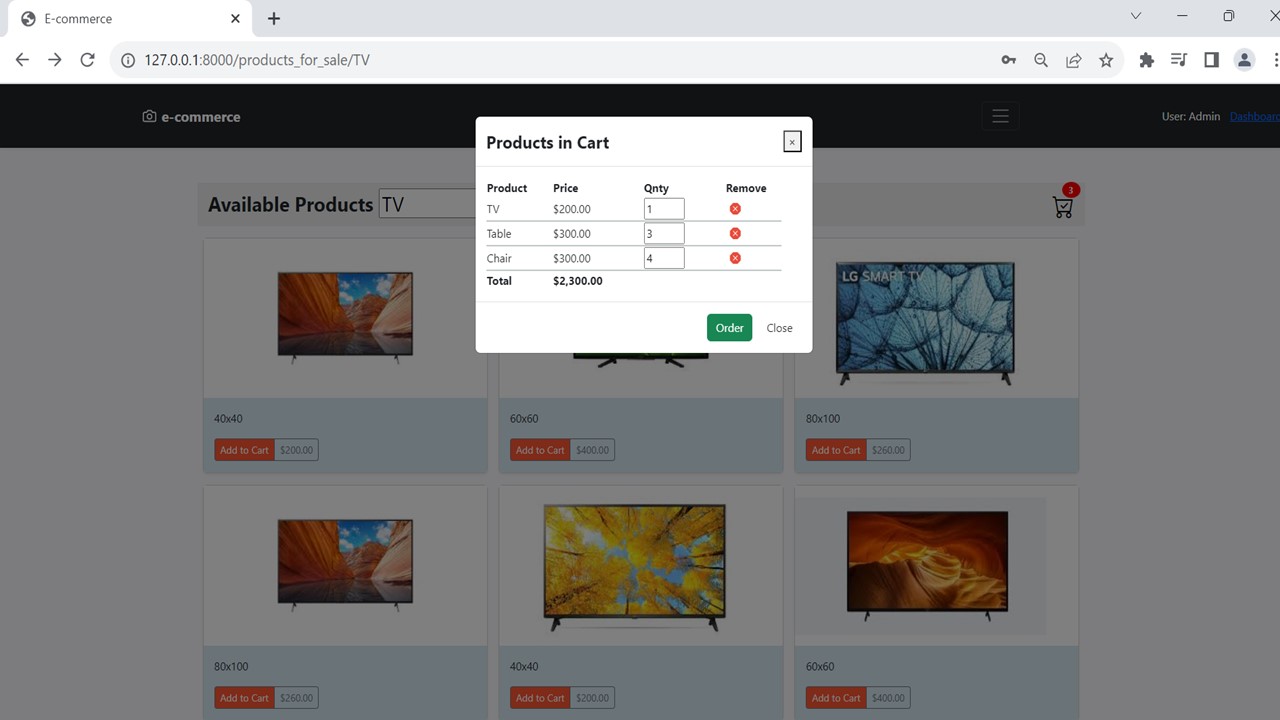 E-commerce
127.0.0.1:8000/products_for_sale/TV
e-commerce
User: Admin Dashboar
Products in Cart
×
Product Price Qnty Remove
TV $200.00 1
Table $300.00 3
Chair $300.00 4
Total $2,300.00
Order Close
Available Products TV
3
LG SMART TV
40x40
Add to Cart $200.00
60x60
Add to Cart $400.00
80x100
Add to Cart $260.00
80x100
Add to Cart $260.00
40x40
Add to Cart $200.00
60x60
Add to Cart $400.00